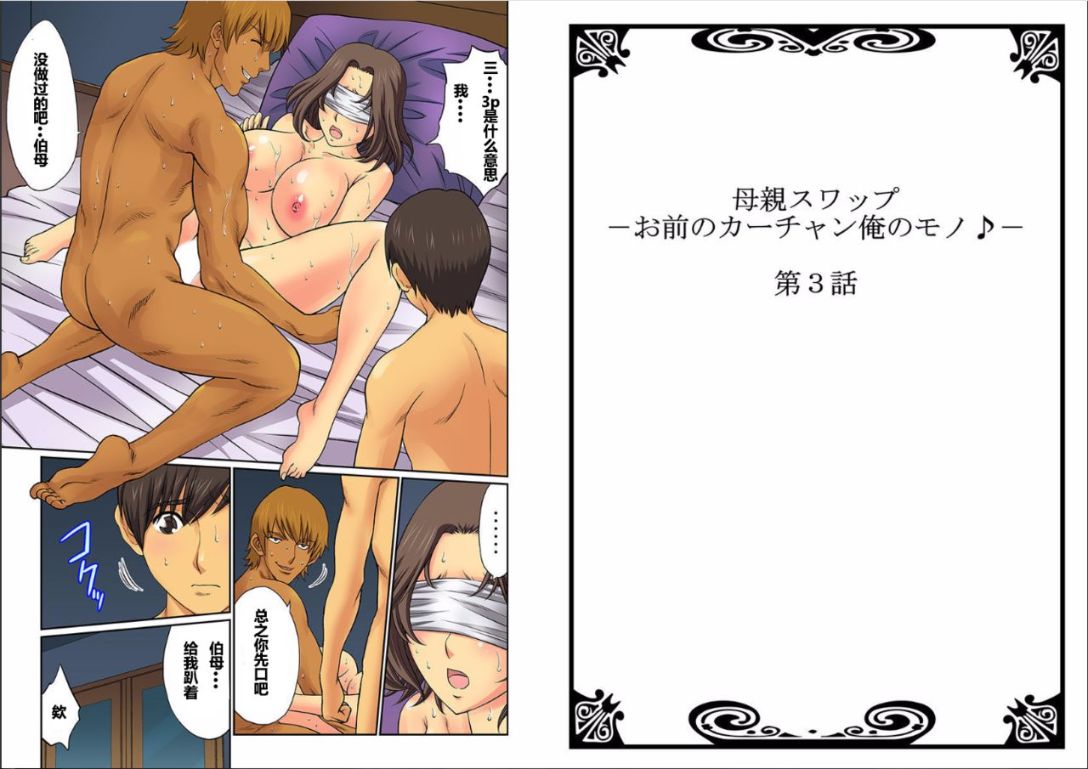 母親スワップ
－お前のカーチャン俺のモノ♪－
第３話
三・・・
3p是什么意思
我・・・・
没做过的吧・・伯母
・・・・・・
总之你先口吧
コクッ
伯母・・・
给我趴着
欸